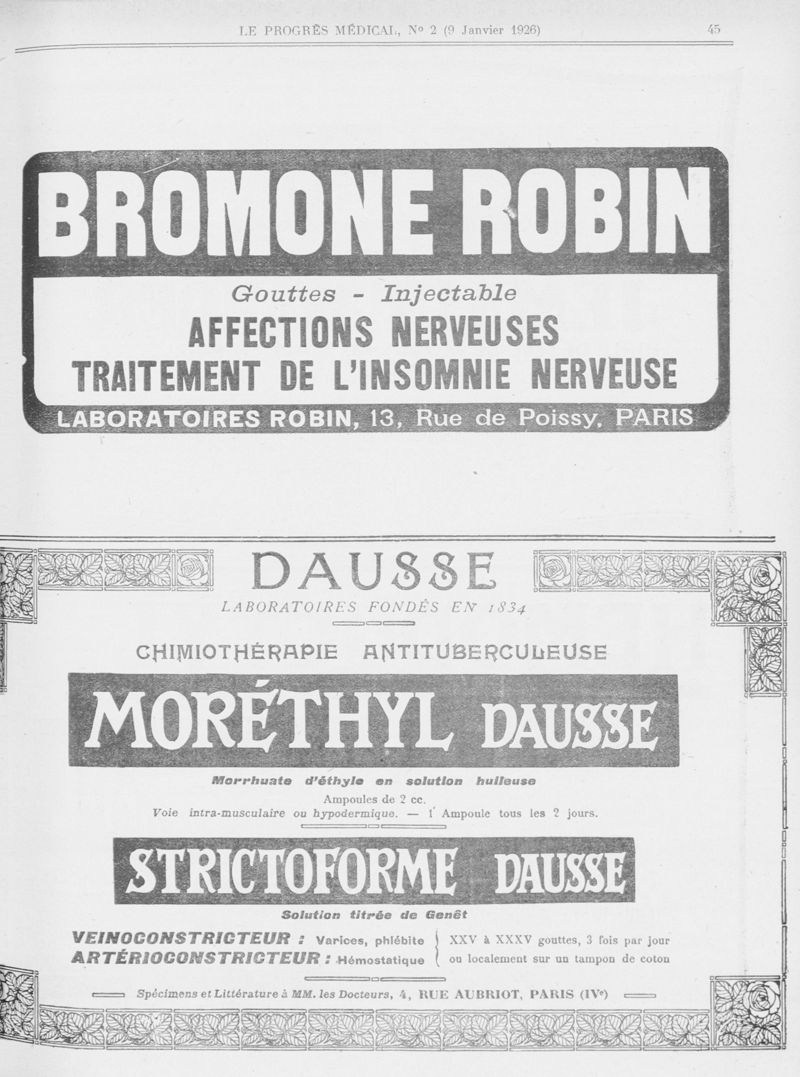 LE PROGRÈS MÉDICAL, Nº 2 (9 Janvier 1926) 45
BROMONE ROBIN
Gouttes - Injectable
AFFECTIONS NERVEUSES
TRAITEMENT DE L'INSOMNIE NERVEUSE
LABORATOIRES ROBIN, 13, Rue de Poissy, PARIS
DAUSSE
LABORATOIRES FONDÉS EN 1834
CHIMIOTHÉRAPIE ANTITUBERCULEUSE
MORÉTHYL DAUSSE
Morrhuate d'éthyle en solution huileuse
Ampoules de 2 cc.
Voie intra-musculaire ou hypodermique. — 1 Ampoule tous les 2 jours.
STRICTOFORME DAUSSE
Solution titrée de Genêt
VEINOCONSTRICTEUR : Varices, phlébite XXV à XXXV gouttes, 3 fois par jour
ARTÉRIOCONSTRICTEUR : Hémostatique ou localement sur un tampon de coton
Spécimens et Littérature à MM. les Docteurs, 4, RUE AUBRIOT, PARIS (IVe)